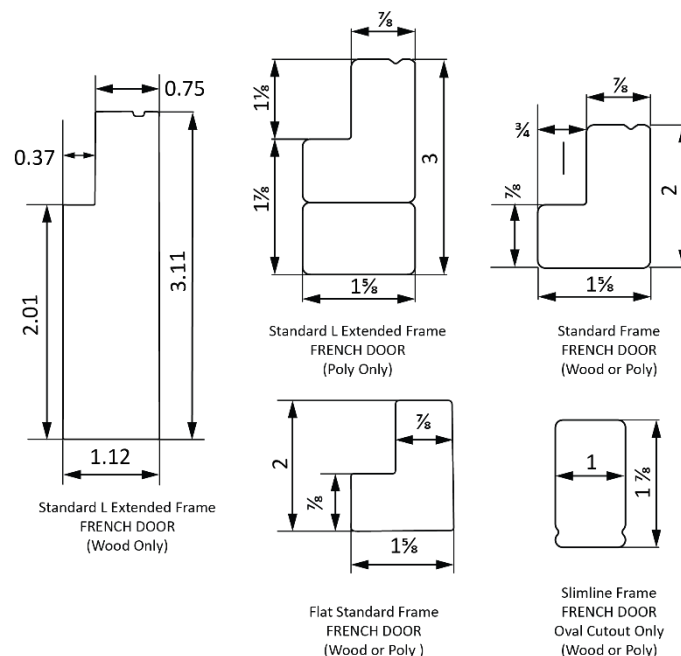 0.75
0.37
2.01
3.11
1.12
Standard L Extended Frame
FRENCH DOOR
(Wood Only)
⅞
1⅛
1⅞
3
1⅝
Standard L Extended Frame
FRENCH DOOR
(Poly Only)
⅞
¾
⅞
2
1⅝
Standard Frame
FRENCH DOOR
(Wood or Poly)
2
⅞
⅞
1⅝
Flat Standard Frame
FRENCH DOOR
(Wood or Poly )
1
1 ⅞
Slimline Frame
FRENCH DOOR
Oval Cutout Only
(Wood or Poly)